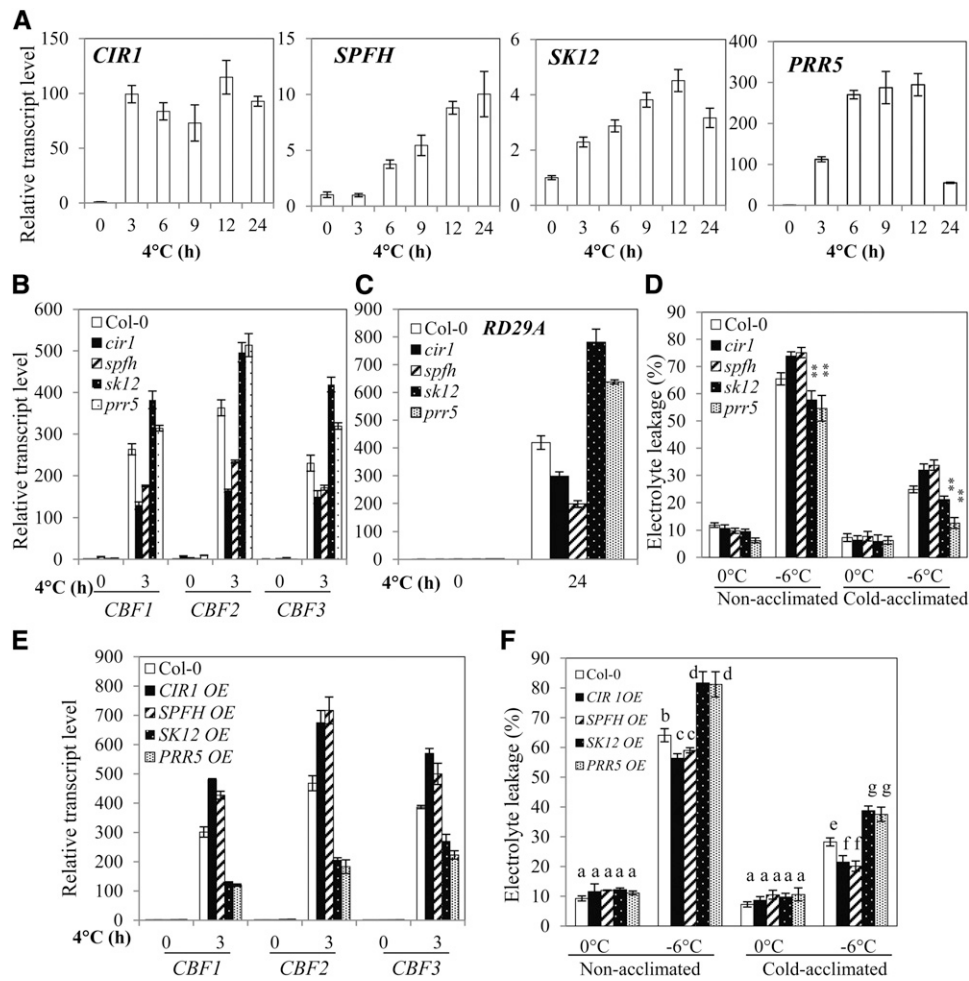 A
CIR1
SPFH
SK12
PRR5
Relative transcript level
150
100
50
0
15
10
5
0
6
4
2
0
400
300
200
100
0
0 3 6 9 12 24
0 3 6 9 12 24
0 3 6 9 12 24
0 3 6 9 12 24
4°C (h)
4°C (h)
4°C (h)
4°C (h)
B
Relative transcript level
600
500
400
300
200
100
0
Col-0
cir1
spfh
sk12
prr5
4°C (h)
0 3 0 3 0 3
CBF1 CBF2 CBF3
C
900
800
700
600
500
400
300
200
100
0
Col-0
cir1
spfh
sk12
prr5
RD29A
0 24
D
Electrolyte leakage (%)
90
80
70
60
50
40
30
20
10
0
Col-0
cir1
spfh
sk12
prr5
** **
** **
0°C -6°C 0°C -6°C
Non-acclimated Cold-acclimated
E
Relative transcript level
900
800
700
600
500
400
300
200
100
0
Col-0
CIR1 OE
SPFH OE
SK12 OE
PRR5 OE
4°C (h)
0 3 0 3 0 3
CBF1 CBF2 CBF3
F
Electrolyte leakage (%)
90
80
70
60
50
40
30
20
10
0
Col-0
CIR 1OE
SPFH OE
SK12 OE
PRR5 OE
a a a a a
b c c d d
a a a a a
e f f g g
0°C -6°C 0°C -6°C
Non-acclimated Cold-acclimated